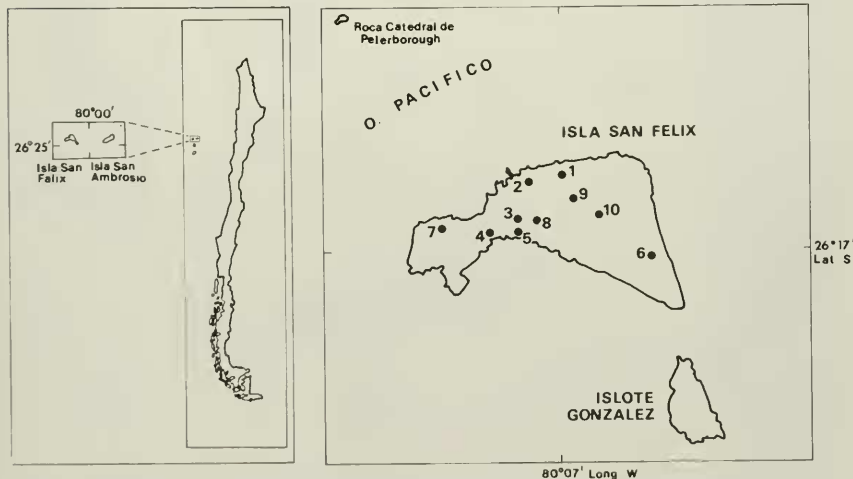 80°00'
26°25'
Isla San
Falix
Isla San
Ambrosio
Roca Catedral de
Peterborough
O. PACIFICO
ISLA SAN FELIX
1
2
9
3
8
10
7
4
5
6
26°17'
Lat S
ISLOTE
GONZALEZ
80°07' Long W